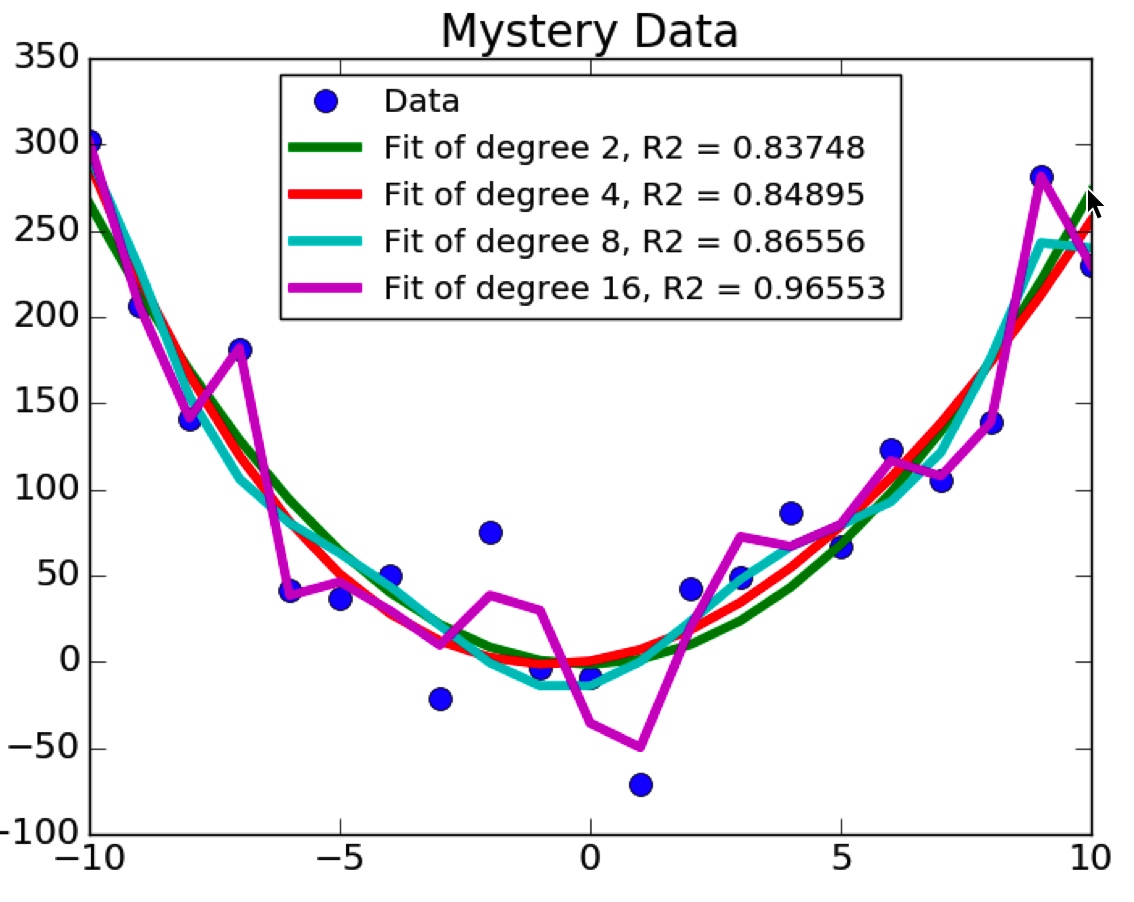 Mystery Data
350
300
250
200
150
100
50
0
−50
−100
Data
Fit of degree 2, R2 = 0.83748
Fit of degree 4, R2 = 0.84895
Fit of degree 8, R2 = 0.86556
Fit of degree 16, R2 = 0.96553
−10 −5 0 5 10